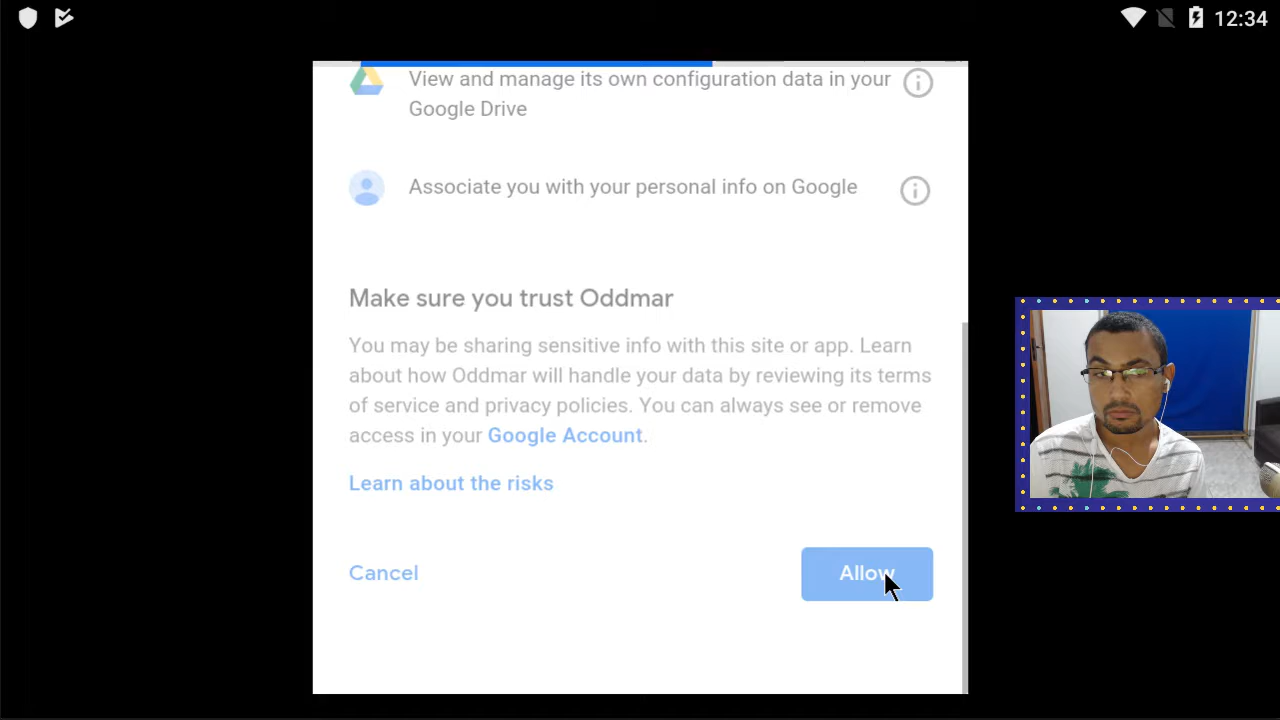 12:34
View and manage its own configuration data in your
Google Drive
Associate you with your personal info on Google
Make sure you trust Oddmar
You may be sharing sensitive info with this site or app. Learn
about how Oddmar will handle your data by reviewing its terms
of service and privacy policies. You can always see or remove
access in your Google Account.
Learn about the risks
Cancel
Allow